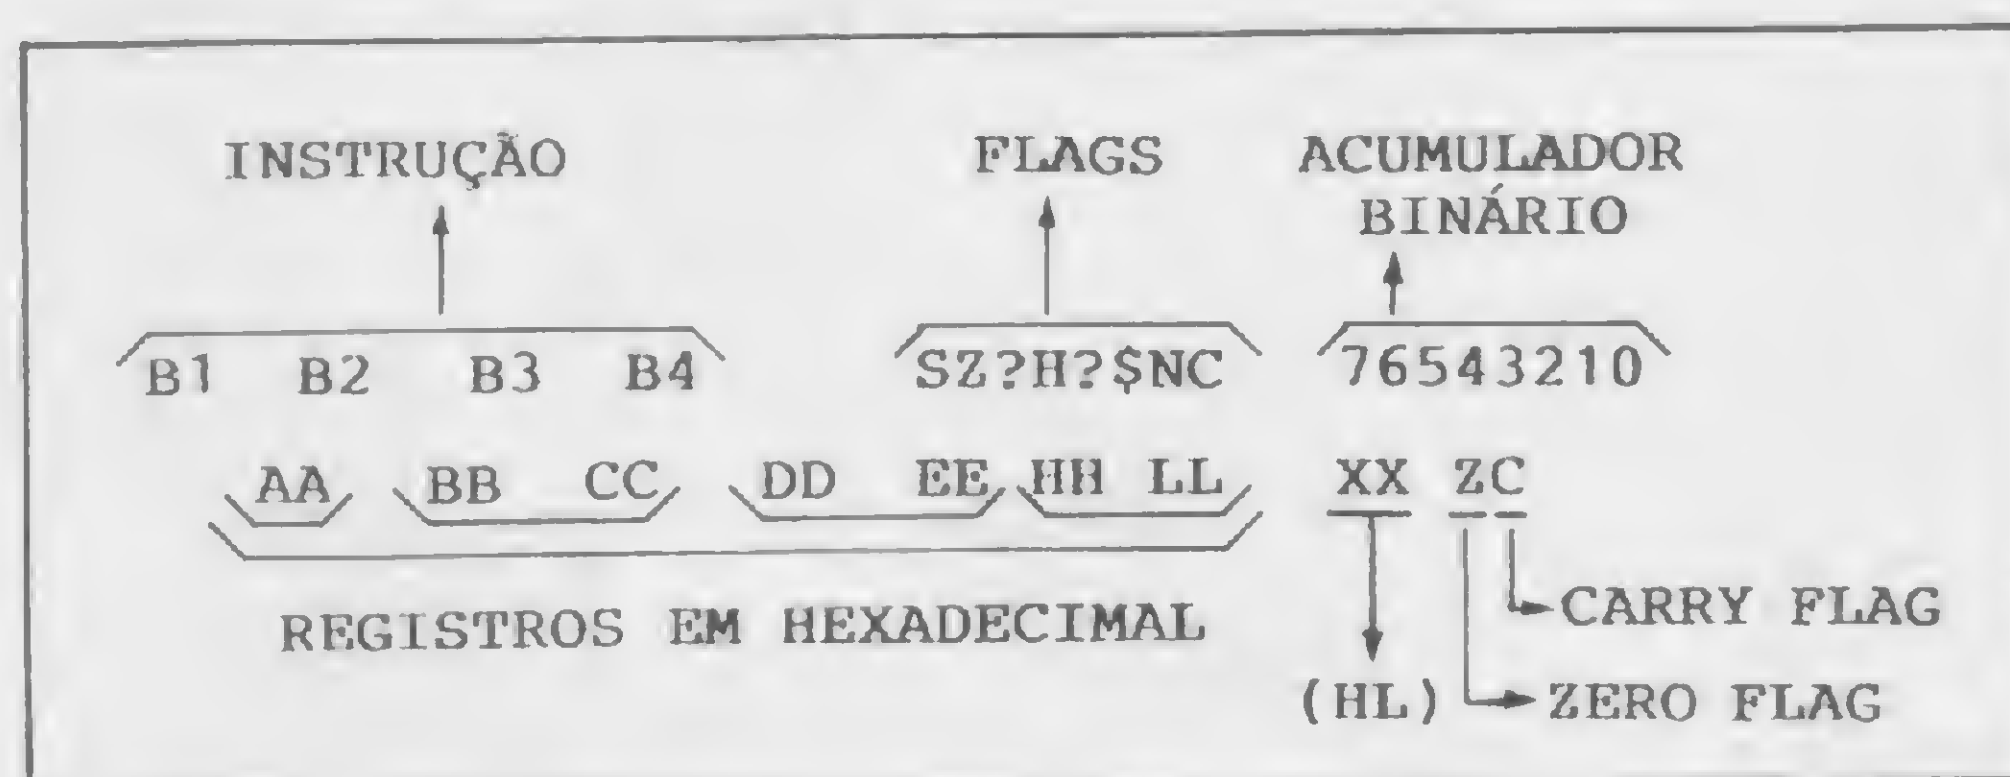 INSTRUÇÃO FLAGS ACUMULADOR
BINÁRIO
B1 B2 B3 B4 SZ?H?$NC 76543210
AA BB CC DD EE HH LL XX ZC
REGISTROS EM HEXADECIMAL
CARRY FLAG
(HL) ZERO FLAG